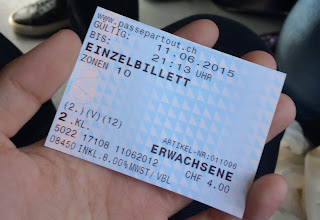 www.passepartout.ch
GÜLTIG:
BIS: 11.06.2015
21:13 UHR
EINZELBILLETT
ZONEN 10
(2.)(V)(12)
2.KL.
ARTIKEL-NR:011096
ERWACHSENE
5022 17108 11062012 CHF 4.00
08450 INKL.8.00% MWST/VBL